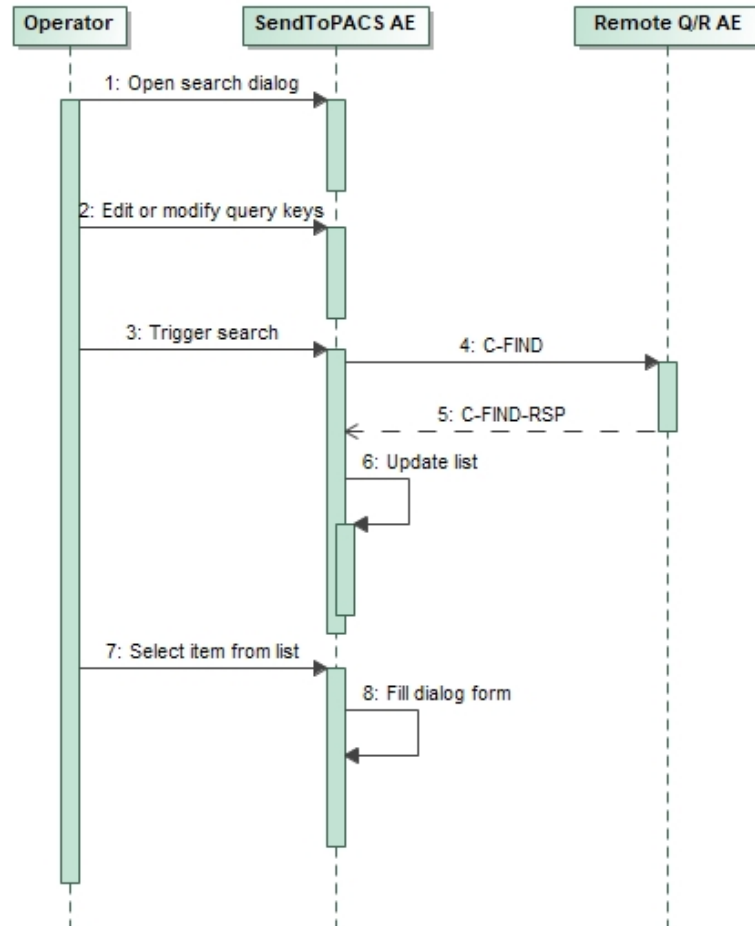 Operator
SendToPACS AE
Remote Q/R AE
1: Open search dialog
2: Edit or modify query keys
3: Trigger search
4: C-FIND
5: C-FIND-RSP
6: Update list
7: Select item from list
8: Fill dialog form